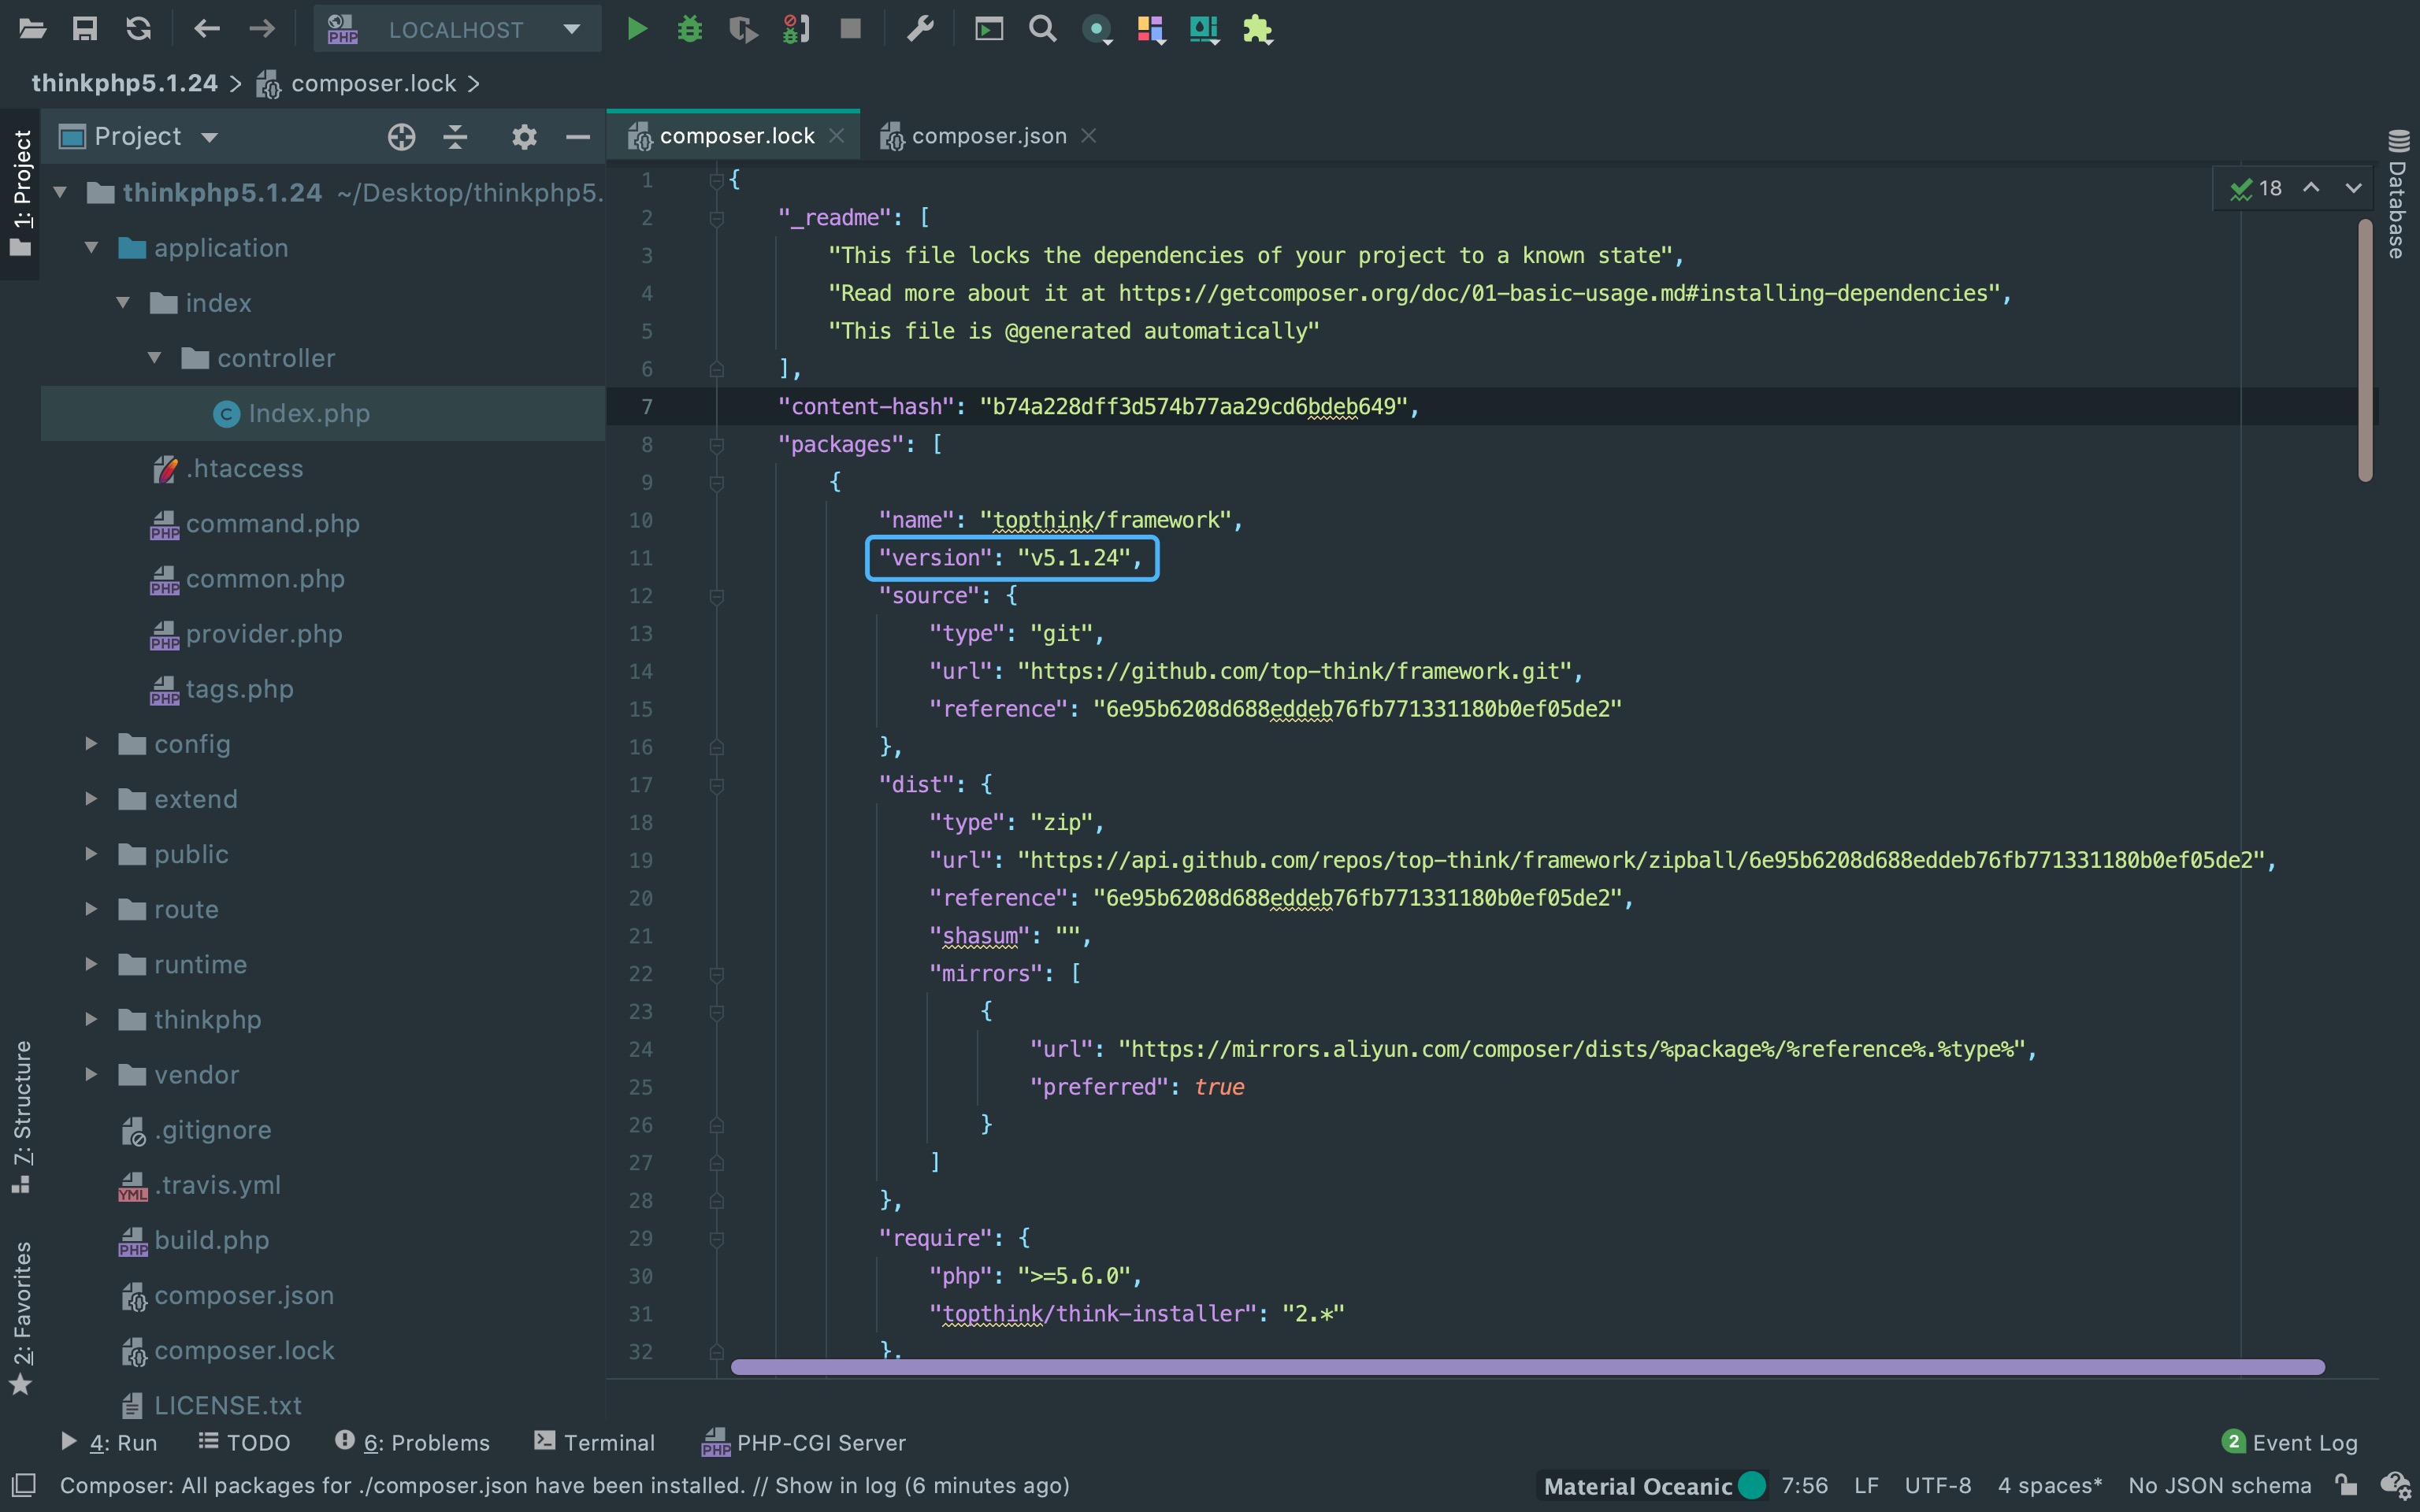 PHP LOCALHOST
thinkphp5.1.24 > composer.lock >
1: Project
Project
thinkphp5.1.24 ~/Desktop/thinkphp5.
application
index
controller
Index.php
.htaccess
command.php
common.php
provider.php
tags.php
config
extend
public
route
runtime
thinkphp
vendor
.gitignore
.travis.yml
build.php
composer.json
composer.lock
LICENSE.txt
7: Structure
2: Favorites
composer.lock
composer.json
18
Database
1 {
2 "_readme": [
3 "This file locks the dependencies of your project to a known state",
4 "Read more about it at https://getcomposer.org/doc/01-basic-usage.md#installing-dependencies",
5 "This file is @generated automatically"
6 ],
7 "content-hash": "b74a228dff3d574b77aa29cd6bdeb649",
8 "packages": [
9 {
10 "name": "topthink/framework",
11 "version": "v5.1.24",
12 "source": {
13 "type": "git",
14 "url": "https://github.com/top-think/framework.git",
15 "reference": "6e95b6208d688eddeb76fb771331180b0ef05de2"
16 },
17 "dist": {
18 "type": "zip",
19 "url": "https://api.github.com/repos/top-think/framework/zipball/6e95b6208d688eddeb76fb771331180b0ef05de2",
20 "reference": "6e95b6208d688eddeb76fb771331180b0ef05de2",
21 "shasum": "",
22 "mirrors": [
23 {
24 "url": "https://mirrors.aliyun.com/composer/dists/%package%/%reference%.%type%",
25 "preferred": true
26 }
27 ]
28 },
29 "require": {
30 "php": ">=5.6.0",
31 "topthink/think-installer": "2.*"
32 },
4: Run TODO 6: Problems Terminal PHP PHP-CGI Server 2 Event Log
Composer: All packages for ./composer.json have been installed. // Show in log (6 minutes ago) Material Oceanic 7:56 LF UTF-8 4 spaces* No JSON schema